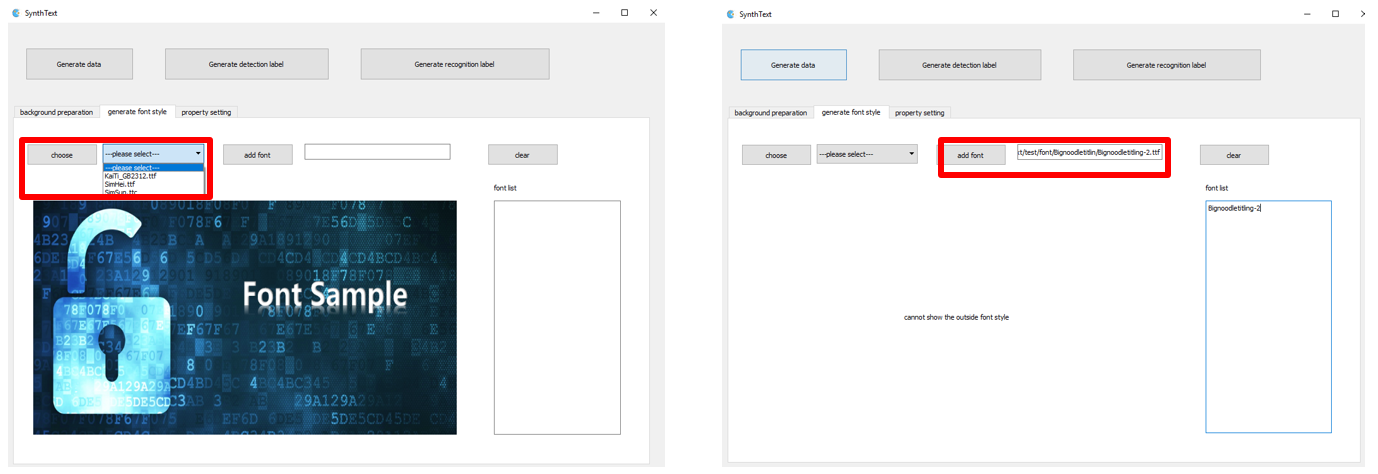 SynthText
Generate data
Generate detection label
Generate recognition label
background preparation
generate font style
property setting
choose
---please select---
---please select---
KaiTi_GB2312.ttf
SimHei.ttf
SimSun.ttc
add font
clear
font list
Font Sample
SynthText
Generate data
Generate detection label
Generate recognition label
background preparation
generate font style
property setting
choose
---please select---
add font
ct/test/font/Bignoodletitlin/Bignoodletitling-2.ttf
clear
font list
Bignoodletitling-2
cannot show the outside font style